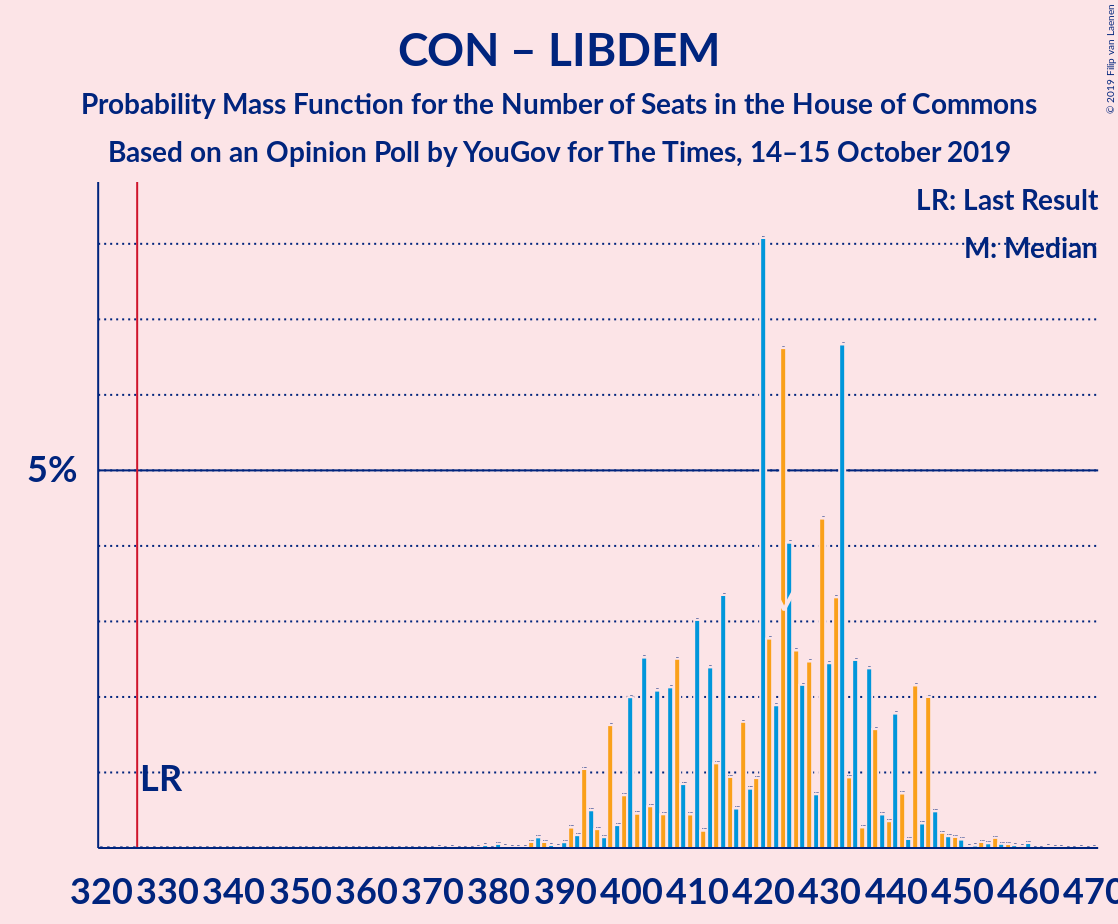 CON – LIBDEM
Probability Mass Function for the Number of Seats in the House of Commons
Based on an Opinion Poll by YouGov for The Times, 14–15 October 2019
© 2019 Filip van Laenen
LR: Last Result
M: Median
5%
LR
320 330 340 350 360 370 380 390 400 410 420 430 440 450 460 470